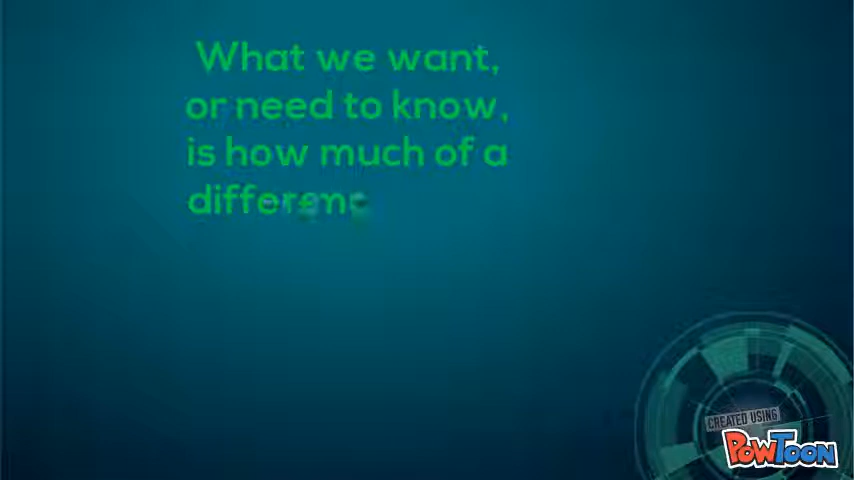 What we want,
or need to know,
is how much of a
CREATED USING
POWTOON